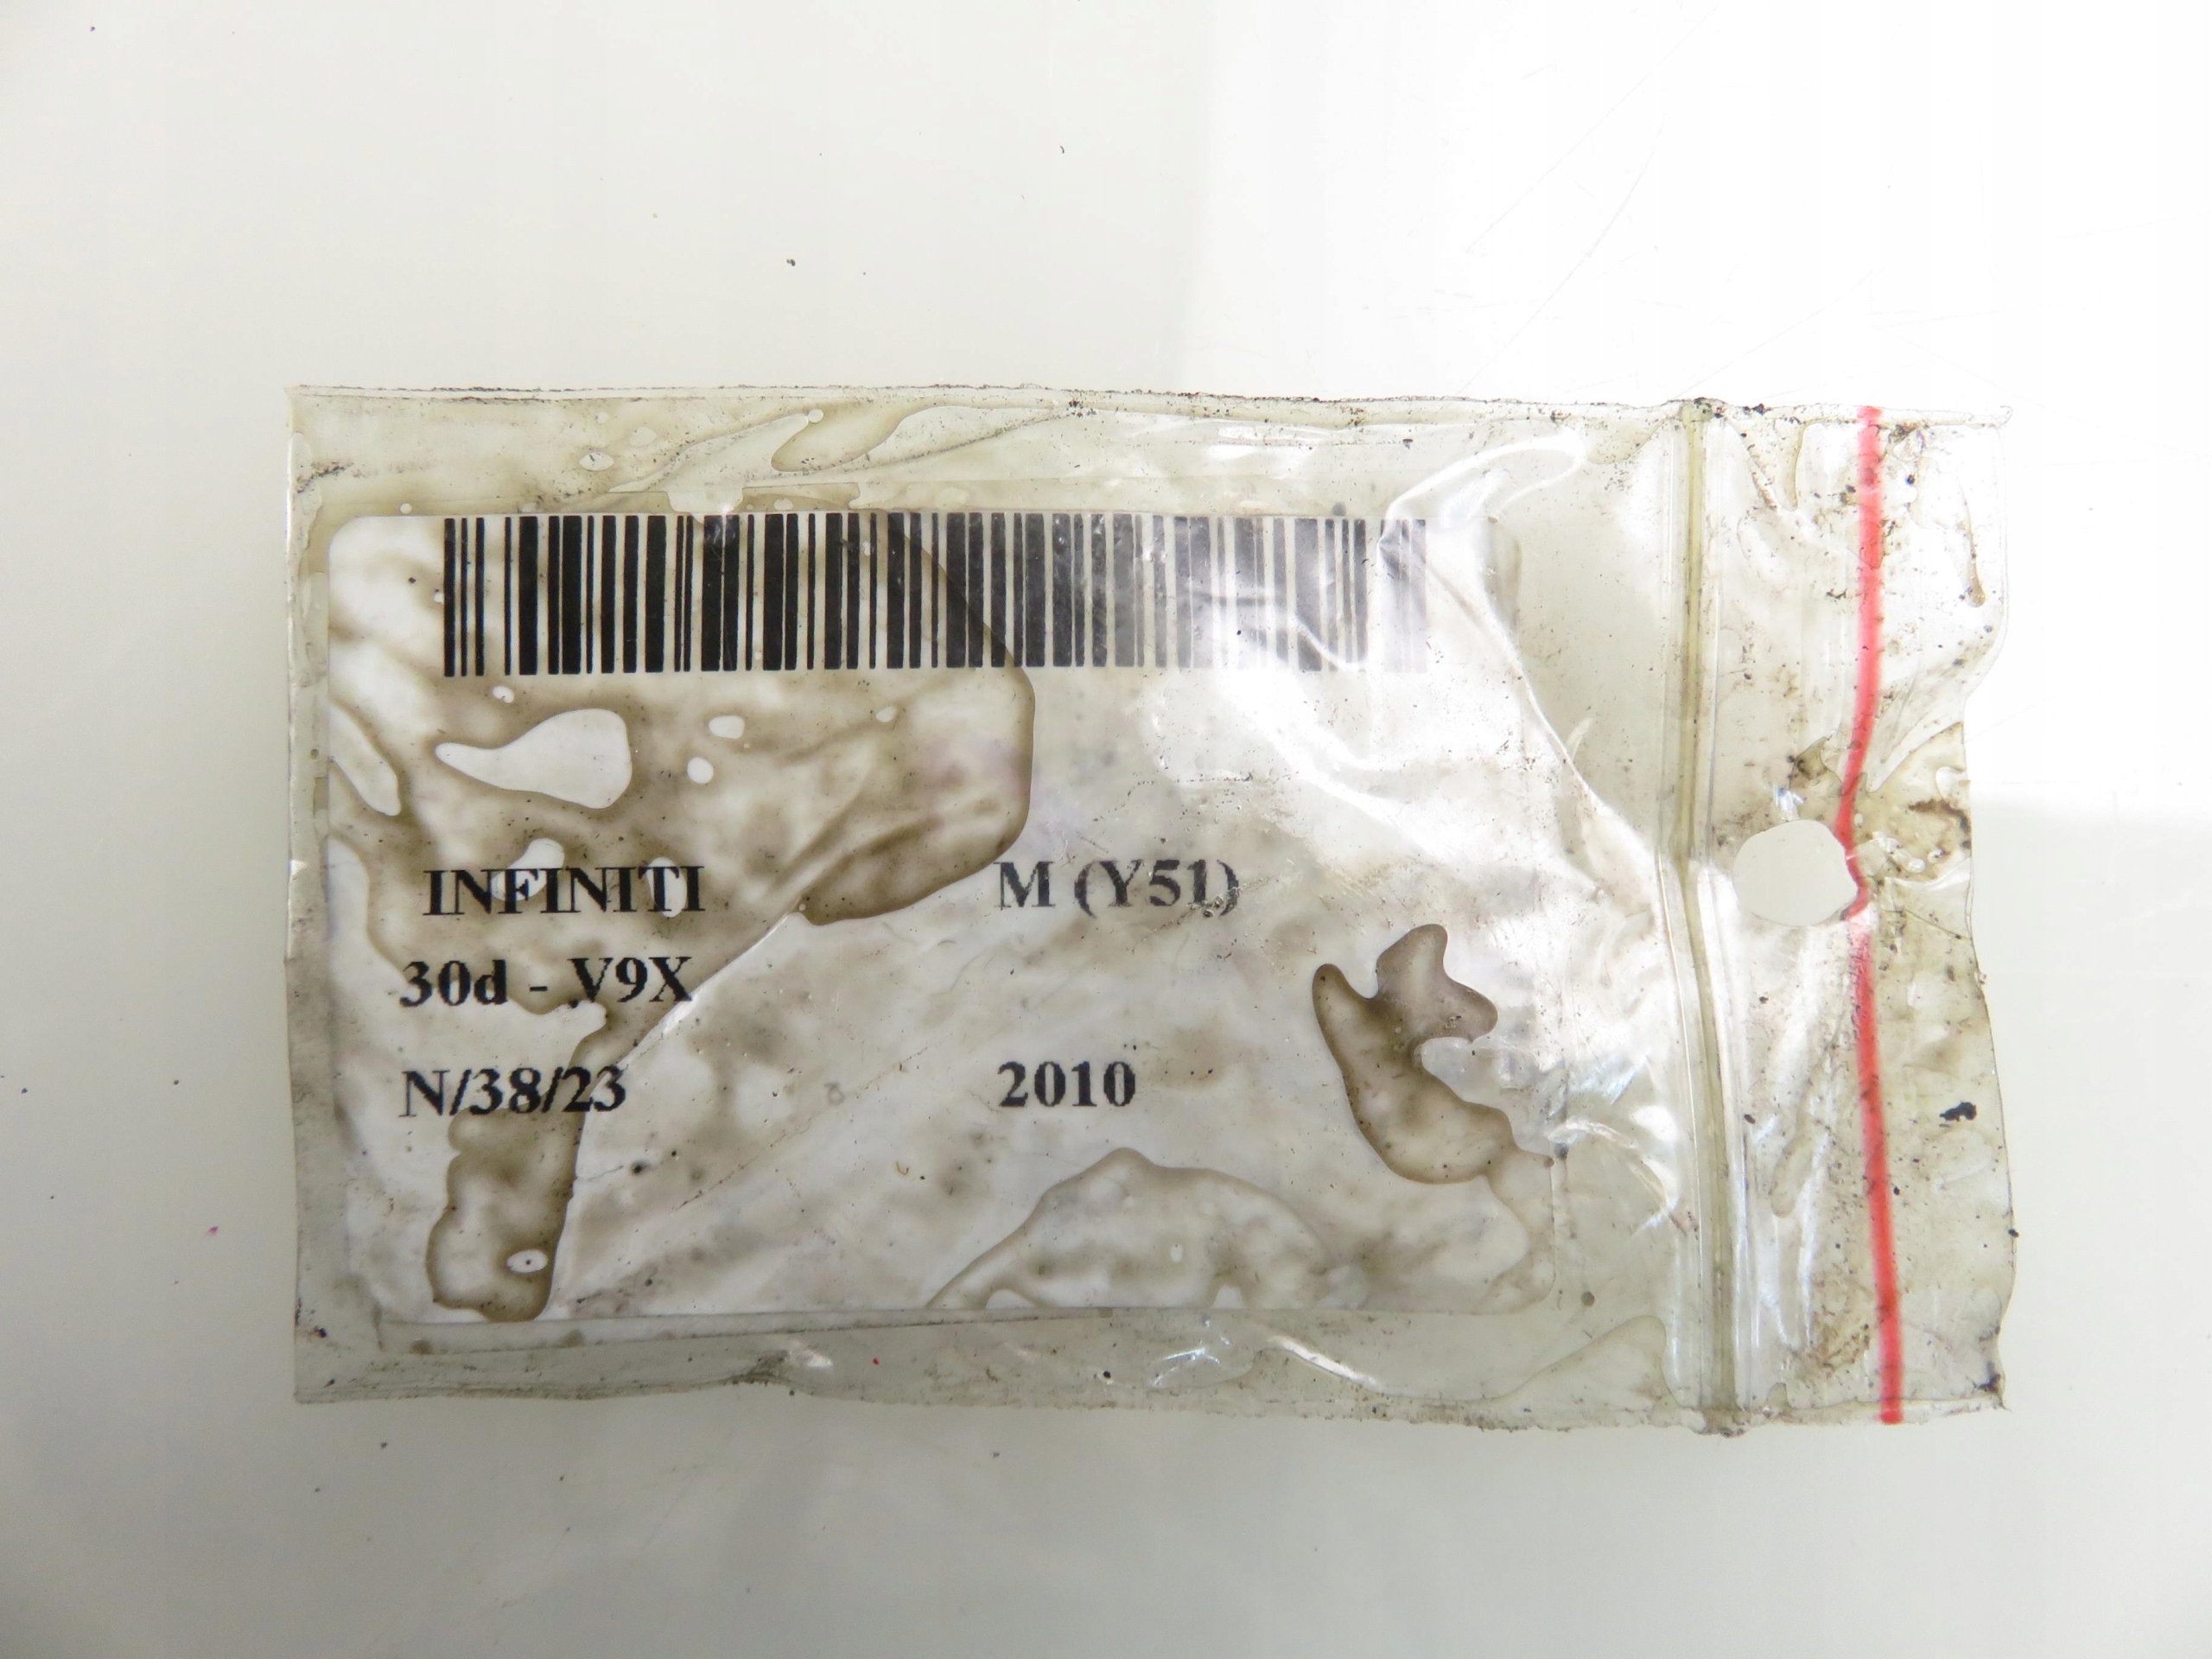 INFINITI M (Y51)
30d - V9X
N/38/23 2010